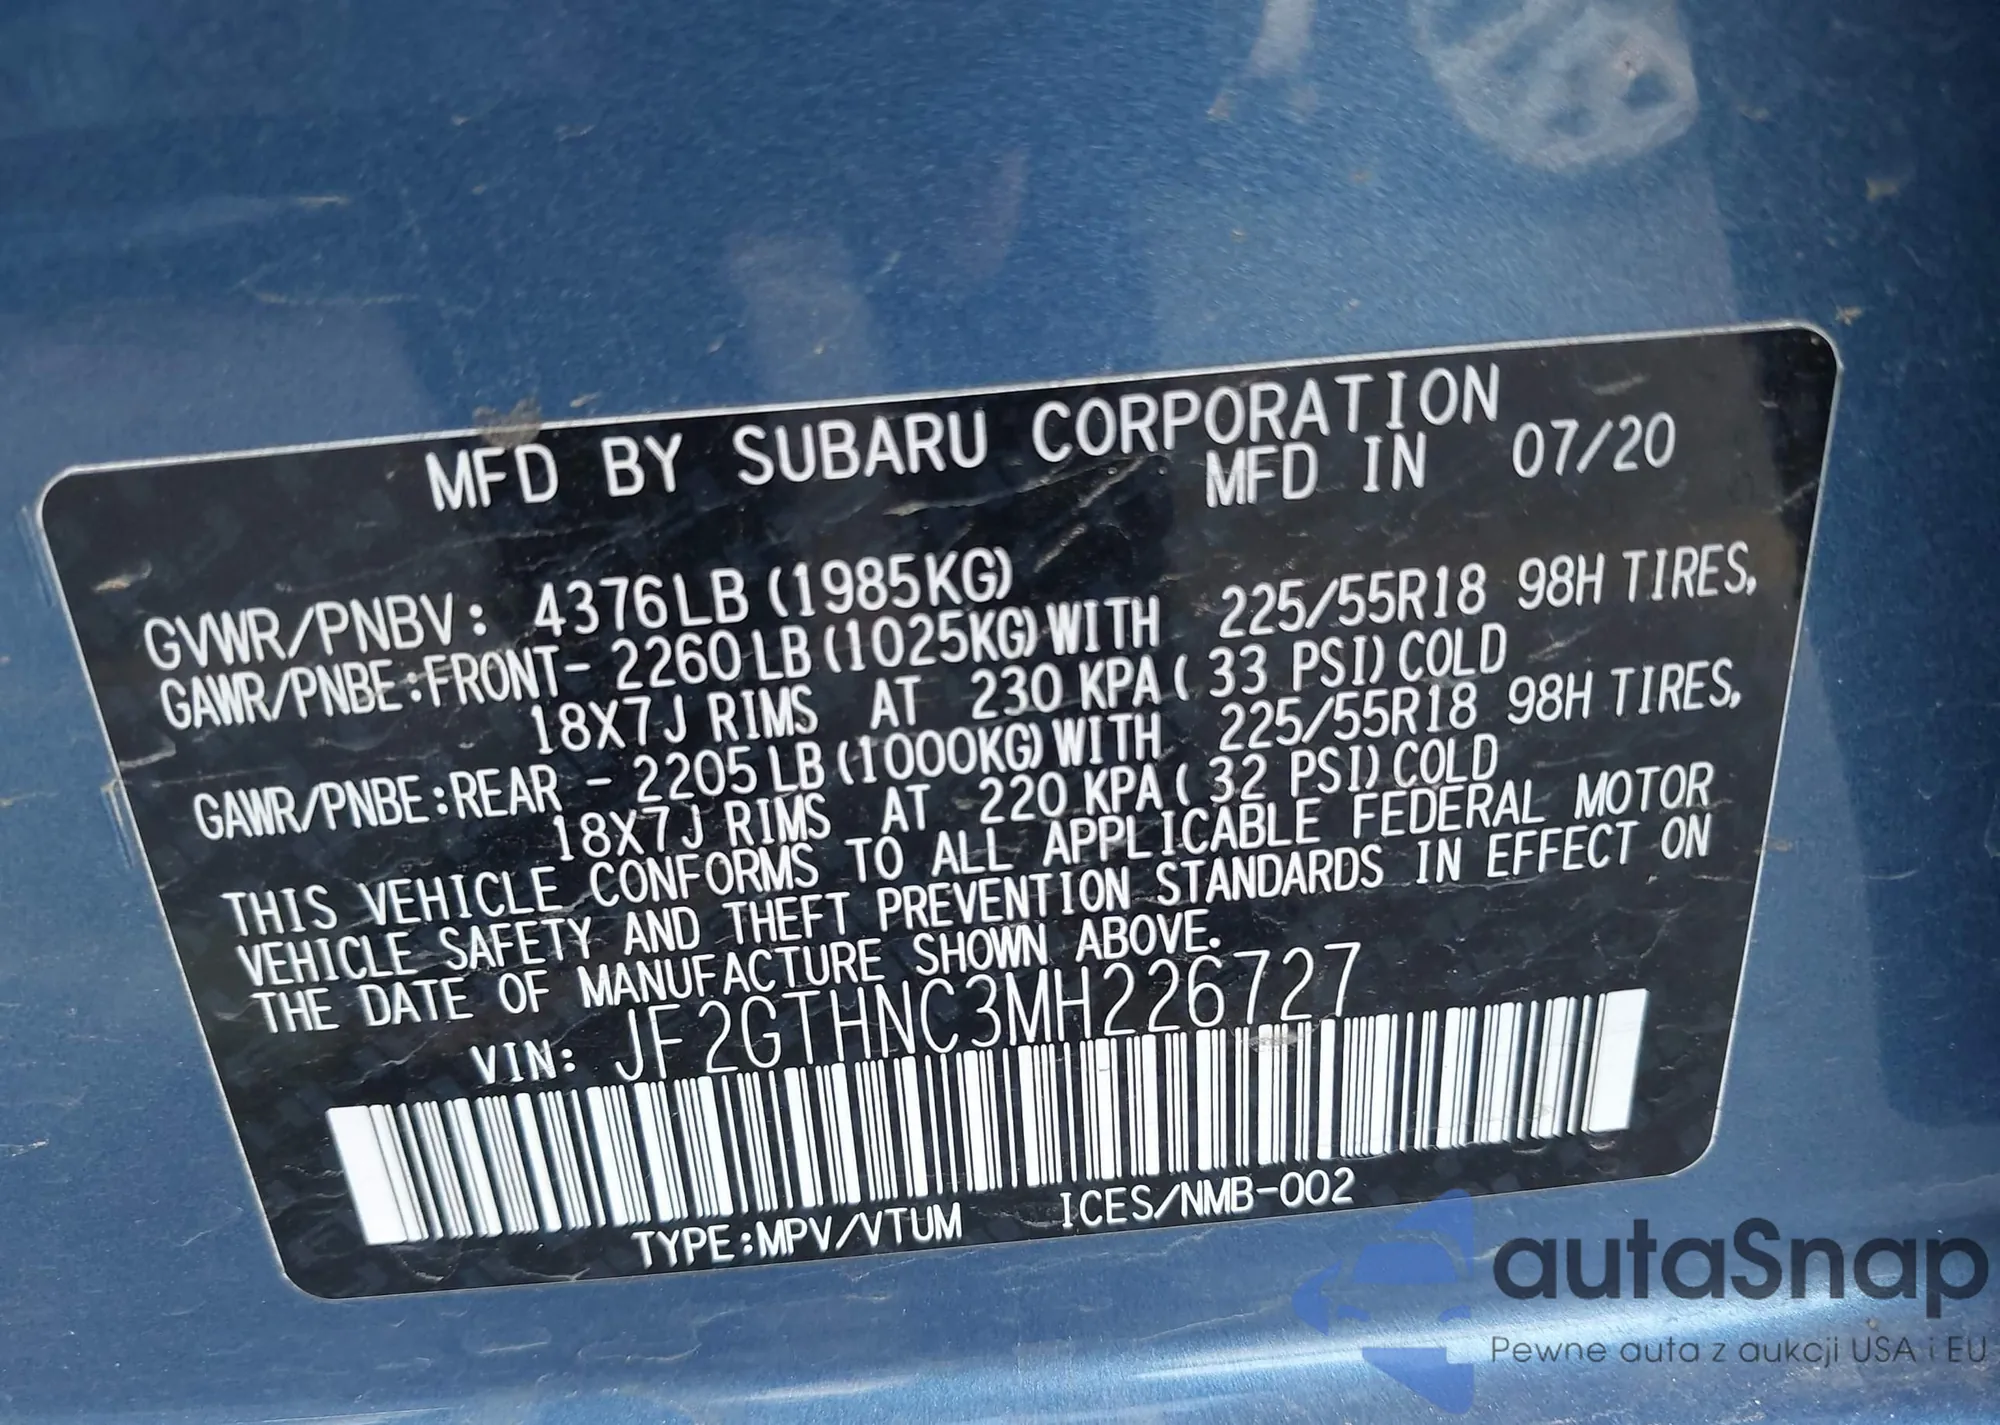 MFD BY SUBARU CORPORATION
MFD IN 07/20
GVWR/PNBV: 4376LB (1985KG)
GAWR/PNBE:FRONT- 2260LB (1025KG) WITH 225/55R18 98H TIRES,
18X7J RIMS AT 230 KPA ( 33 PSI) COLD
GAWR/PNBE:REAR - 2205LB (1000KG) WITH 225/55R18 98H TIRES,
18X7J RIMS AT 220 KPA ( 32 PSI) COLD
THIS VEHICLE CONFORMS TO ALL APPLICABLE FEDERAL MOTOR
VEHICLE SAFETY AND THEFT PREVENTION STANDARDS IN EFFECT ON
THE DATE OF MANUFACTURE SHOWN ABOVE.
VIN: JF2GTHNC3MH226727
TYPE:MPV/VTUM ICES/NMB-002
autaSnap
Pewne auta z aukcji USA i EU